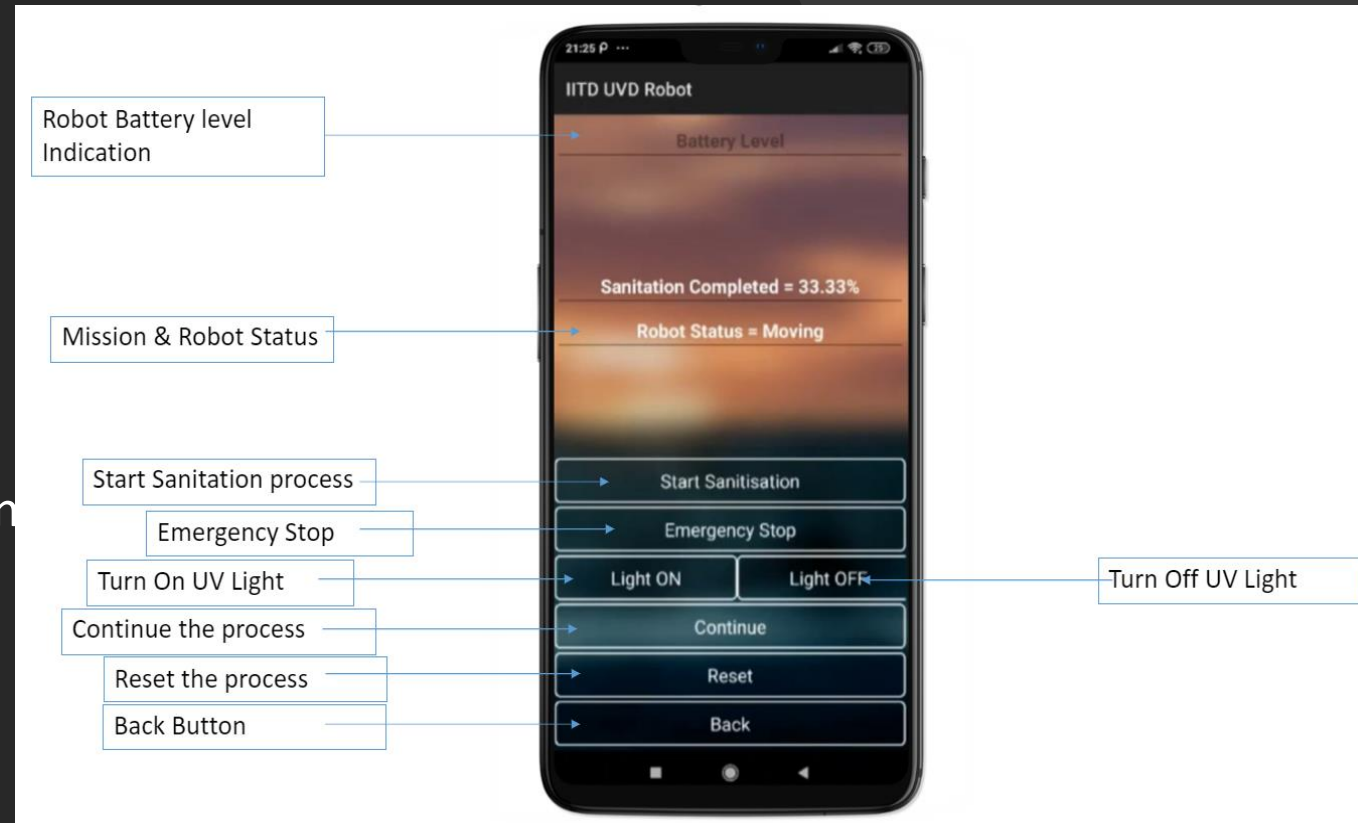 21:25
IITD UVD Robot
Robot Battery level
Indication
Battery Level
Sanitation Completed = 33.33%
Mission & Robot Status
Robot Status = Moving
Start Sanitation process
Start Sanitisation
Emergency Stop
Emergency Stop
Turn On UV Light
Light ON
Light OFF
Turn Off UV Light
Continue the process
Continue
Reset the process
Reset
Back Button
Back